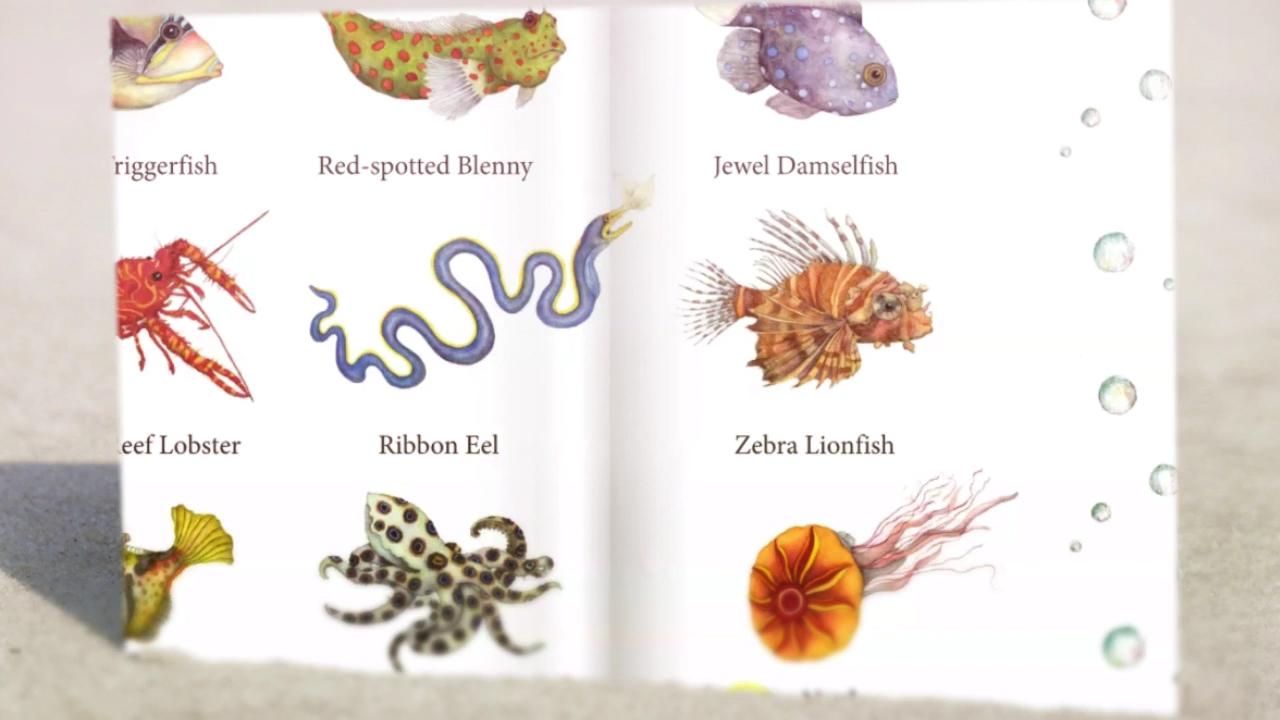 riggerfish
Red-spotted Blenny
Jewel Damselfish
eef Lobster
Ribbon Eel
Zebra Lionfish